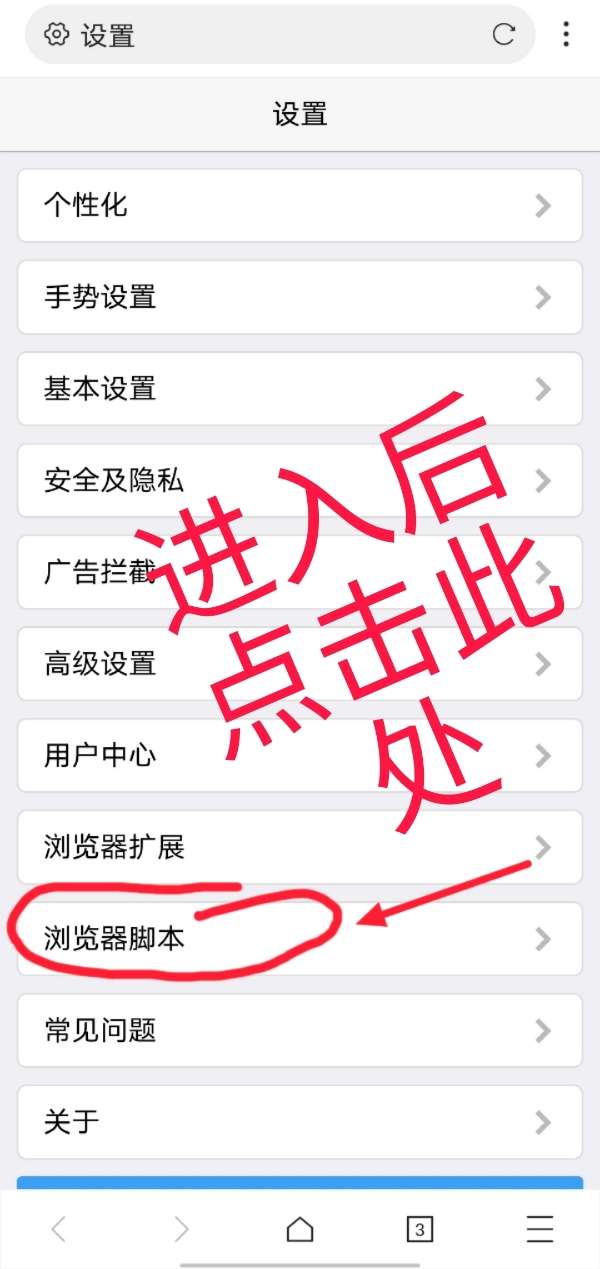 设置
设置
个性化
手势设置
基本设置
安全及隐私
广告拦截
高级设置
用户中心
浏览器扩展
浏览器脚本
常见问题
关于
进入后
点击此
处
3